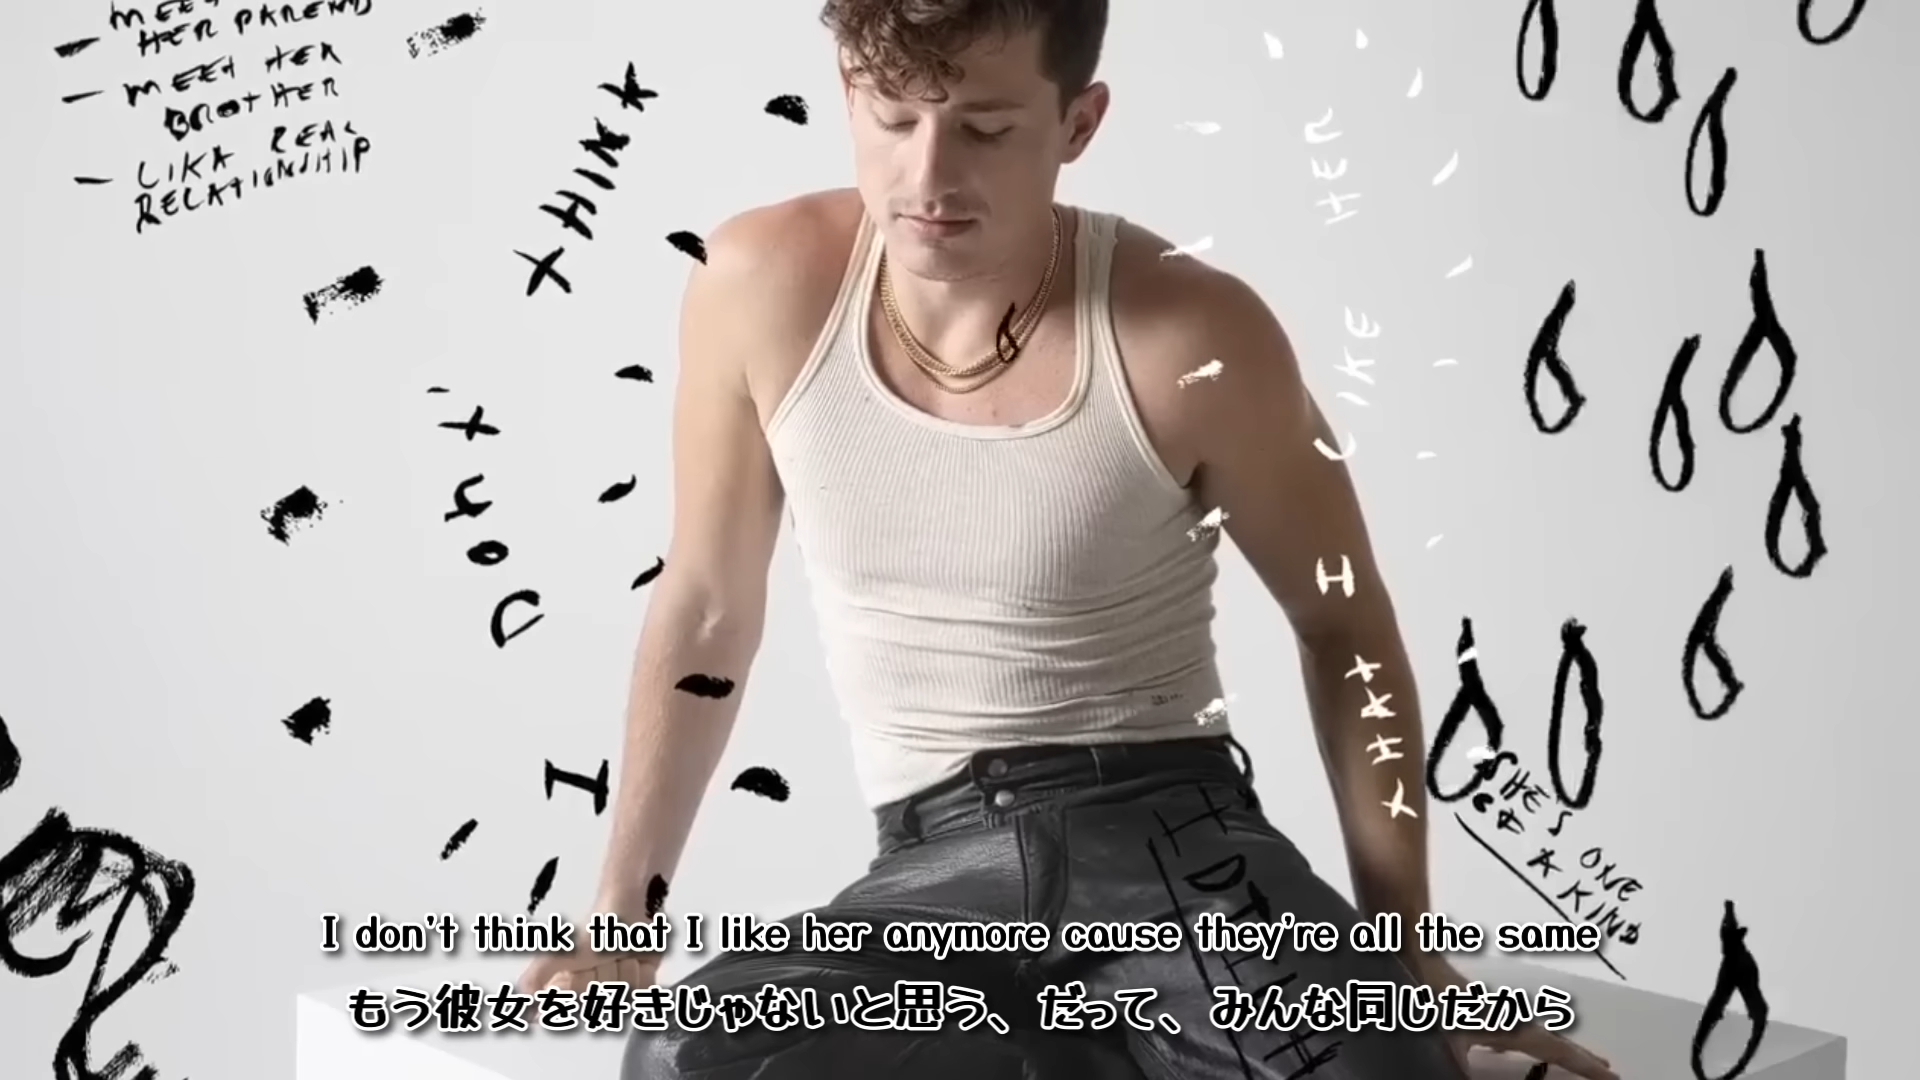 MEET
HER PARENTS
- MEET HER
BROTHER
- LIKA REAL
RELATIONSHIP
I DON'T THINK
THAT I LIKE HER
SHE'S ONE
OF A KIND
I don't think that I like her anymore cause they're all the same
もう彼女を好きじゃないと思う、だって、みんな同じだから